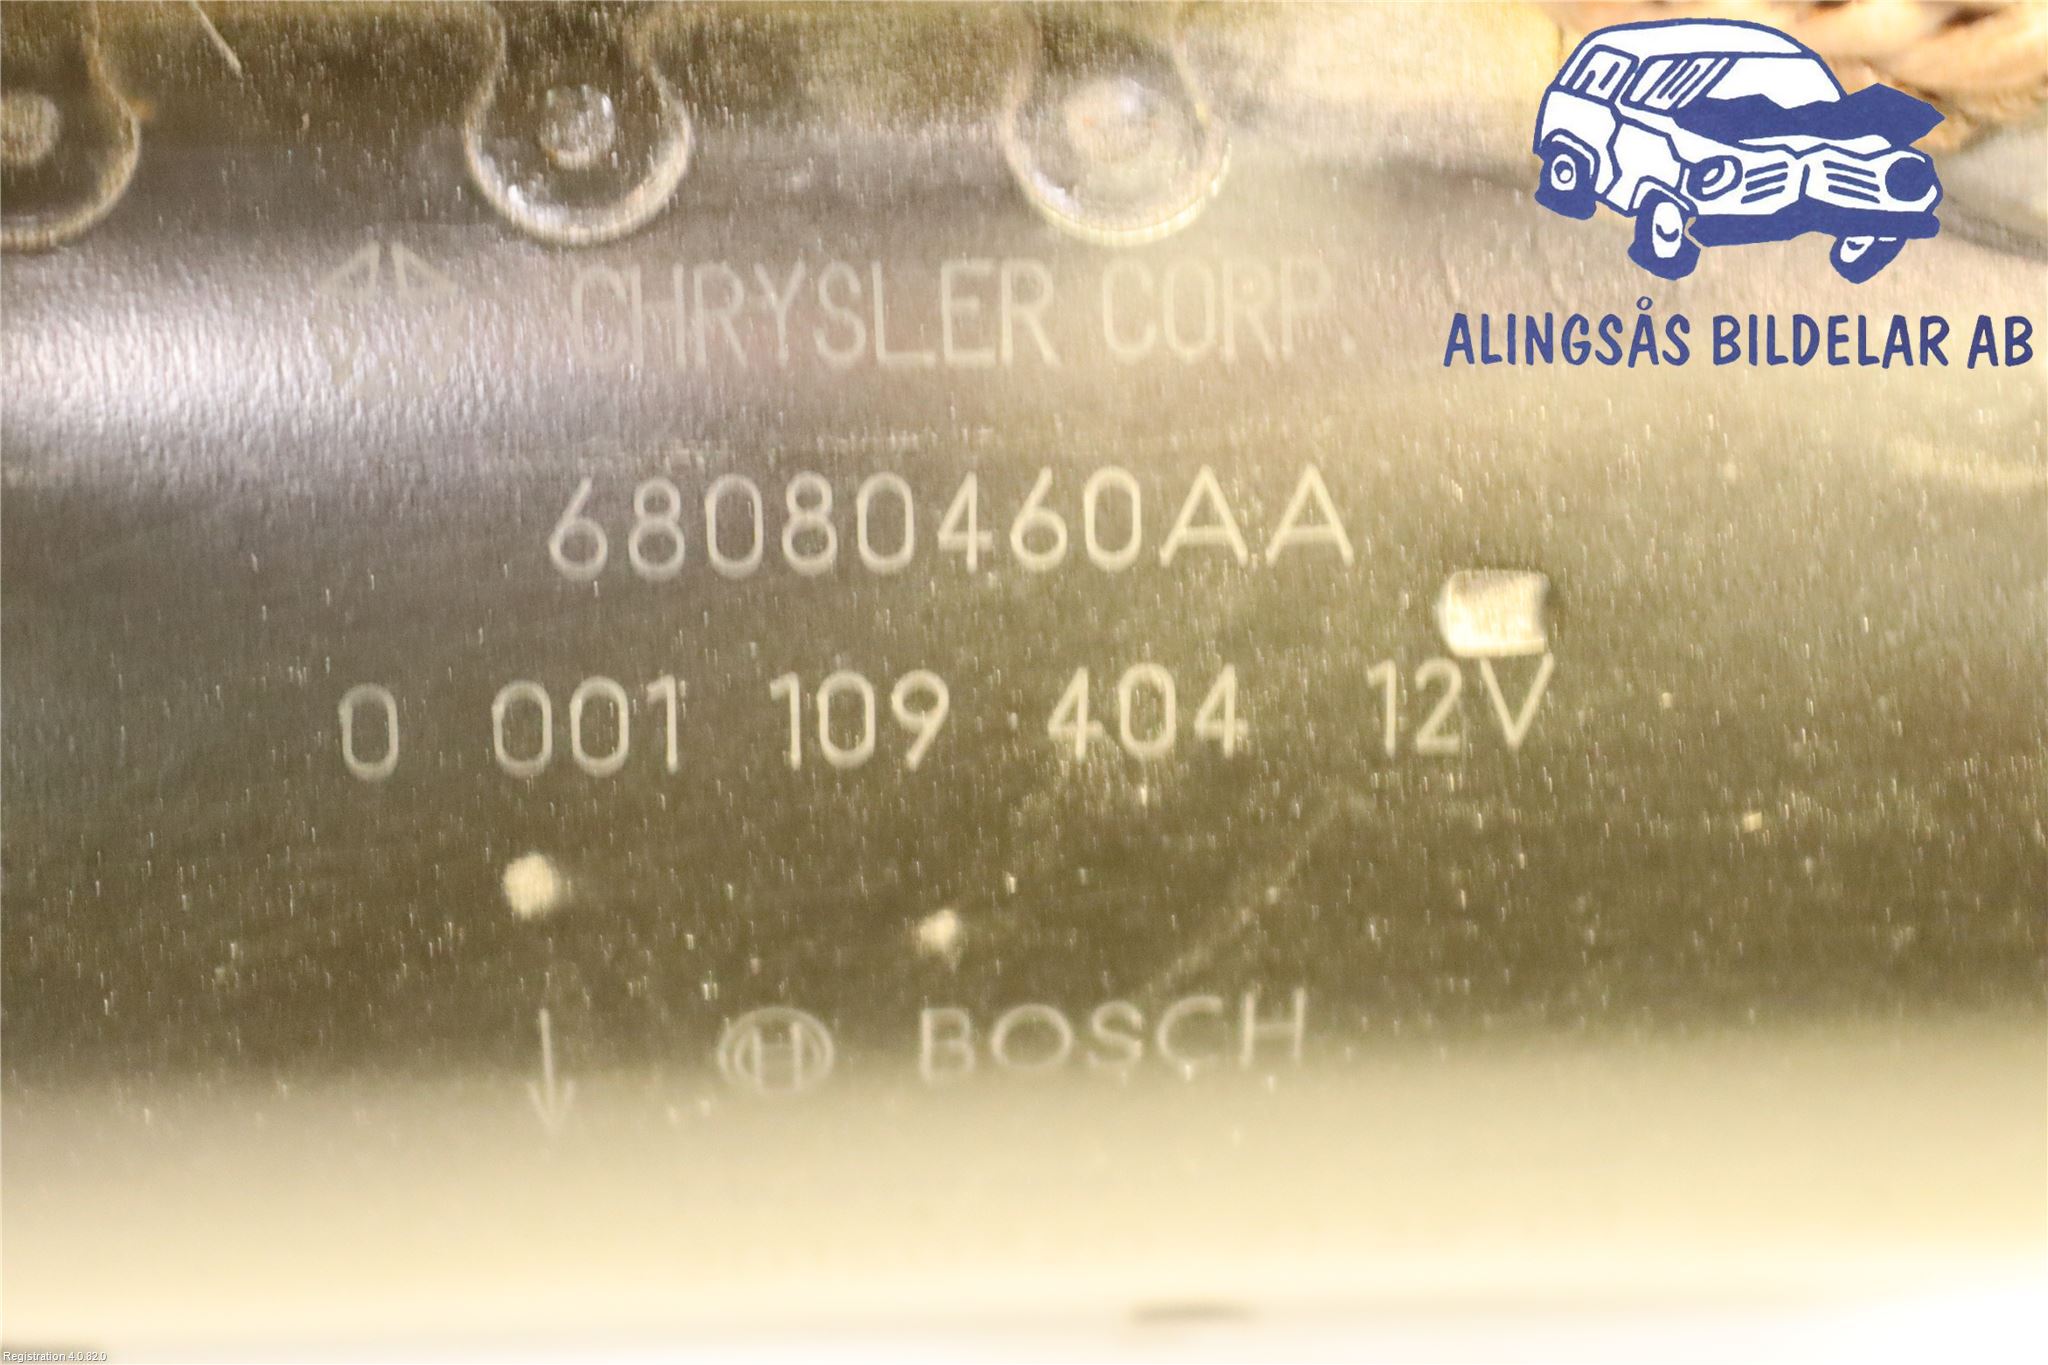 ALINGSÅS BILDELAR AB
CHRYSLER CORP.
68080460AA
0 001 109 404 12V
BOSCH
Registration 4.0.82.0